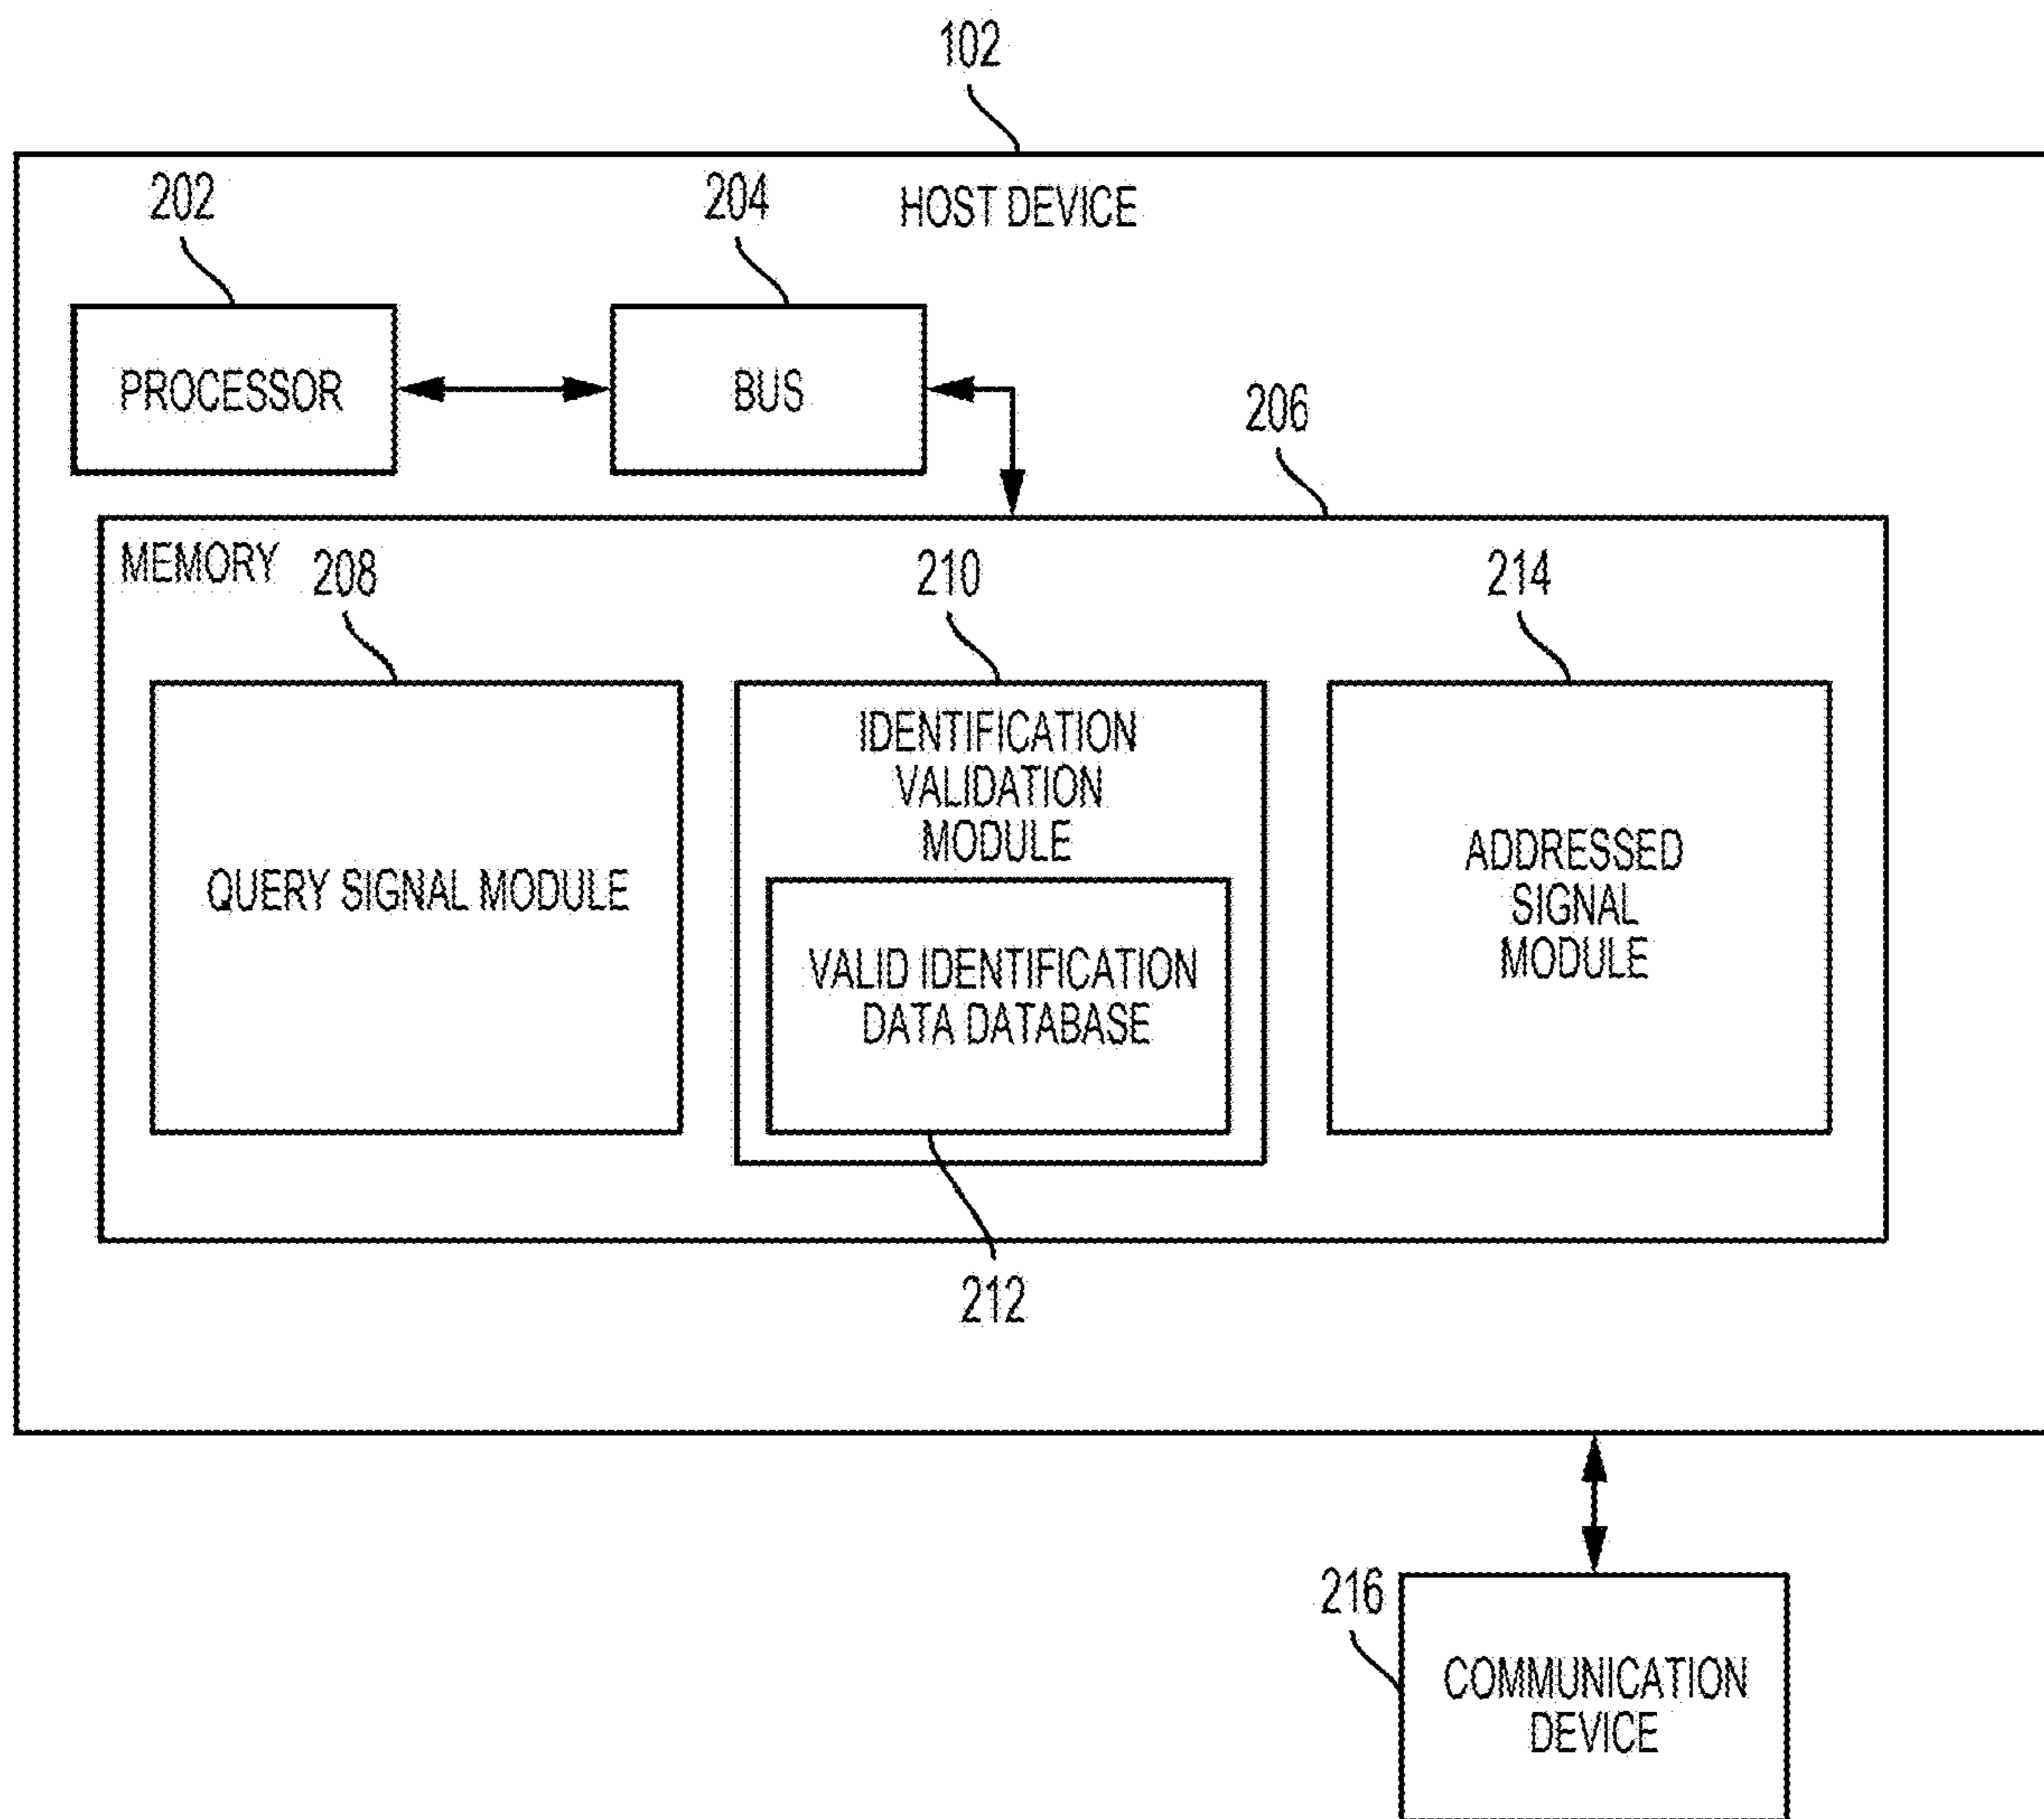 102
HOST DEVICE
202
204
PROCESSOR
BUS
206
MEMORY
208
210
214
QUERY SIGNAL MODULE
IDENTIFICATION
VALIDATION
MODULE
VALID IDENTIFICATION
DATA DATABASE
ADDRESSED
SIGNAL
MODULE
212
216
COMMUNICATION
DEVICE